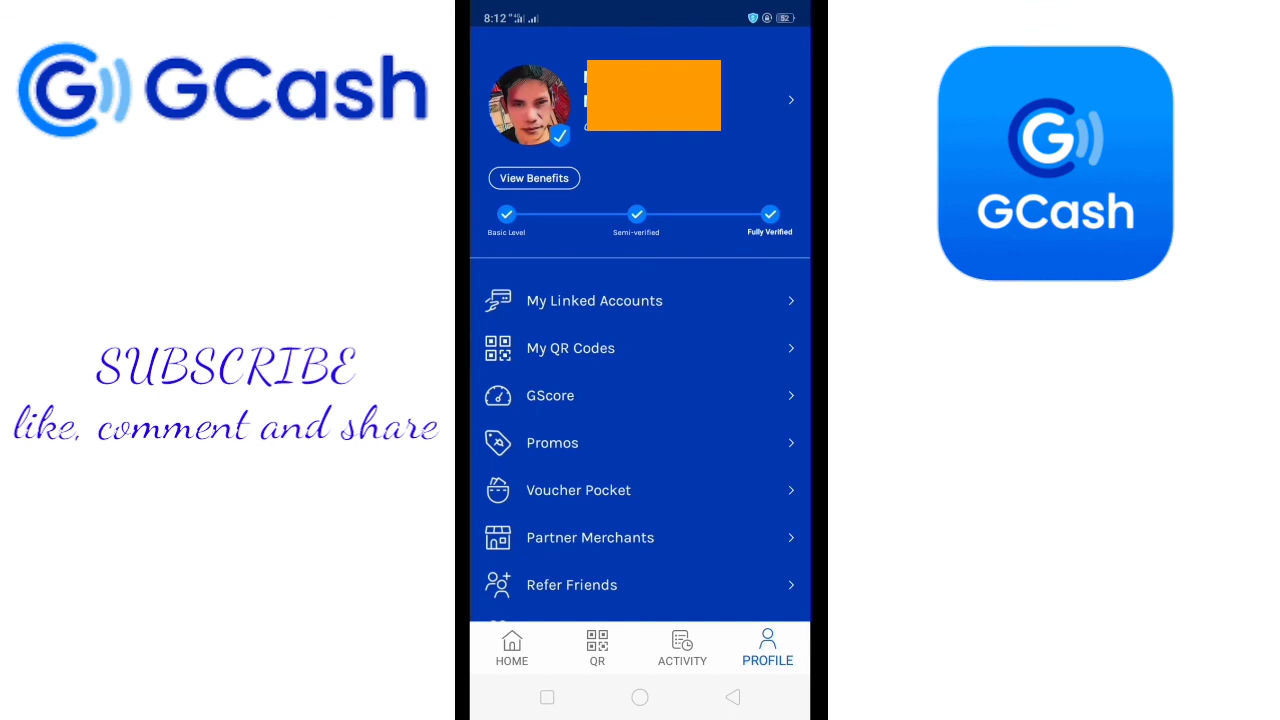 GCash
SUBSCRIBE
like, comment and share
8:12
52
View Benefits
Basic Level
Semi-verified
Fully Verified
My Linked Accounts
My QR Codes
GScore
Promos
Voucher Pocket
Partner Merchants
Refer Friends
HOME
QR
ACTIVITY
PROFILE
GCash